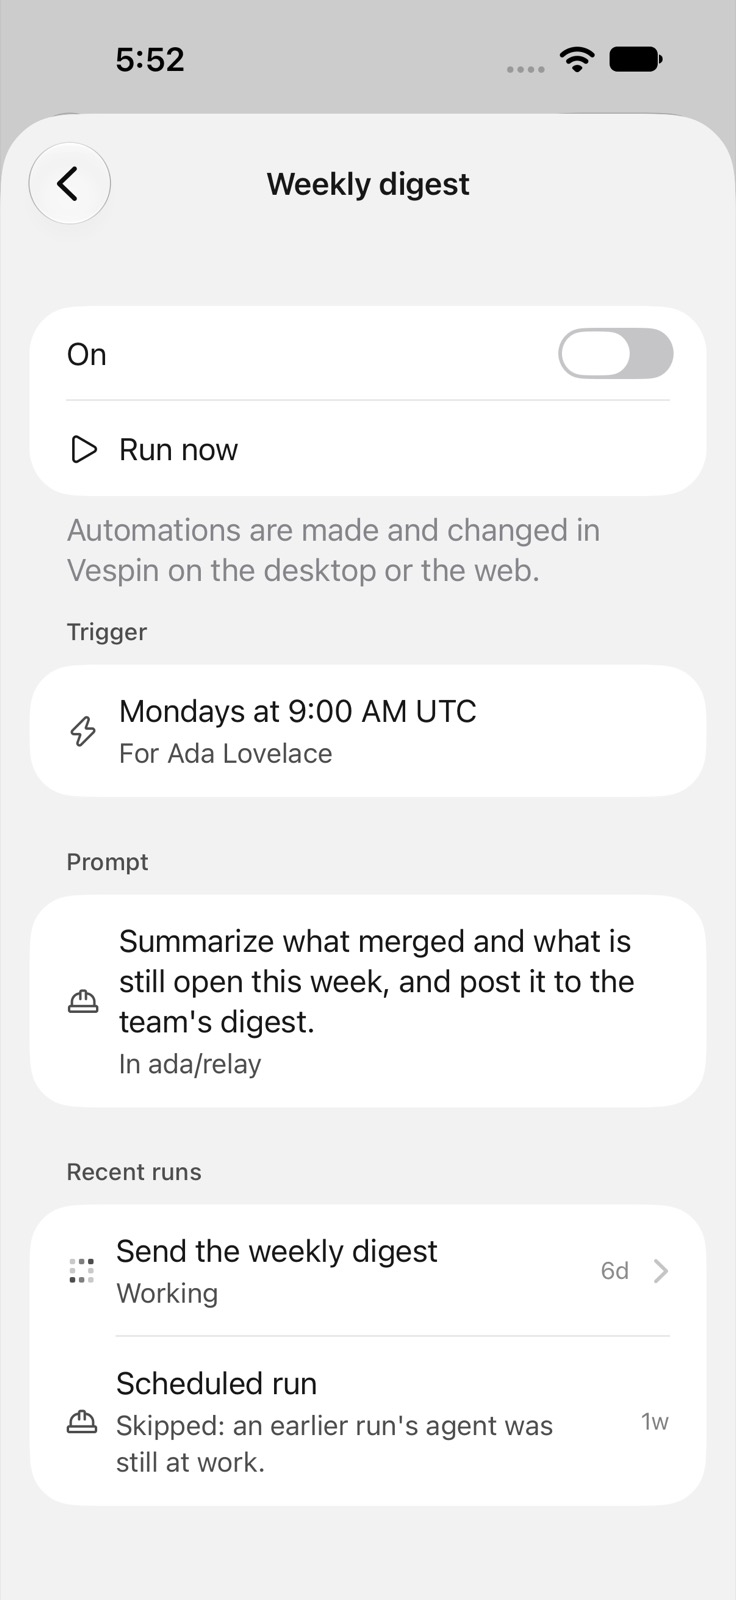 5:52
Weekly digest
On
Run now
Automations are made and changed in
Vespin on the desktop or the web.
Trigger
Mondays at 9:00 AM UTC
For Ada Lovelace
Prompt
Summarize what merged and what is
still open this week, and post it to the
team's digest.
In ada/relay
Recent runs
Send the weekly digest
6d
Working
Scheduled run
Skipped: an earlier run's agent was
1w
still at work.